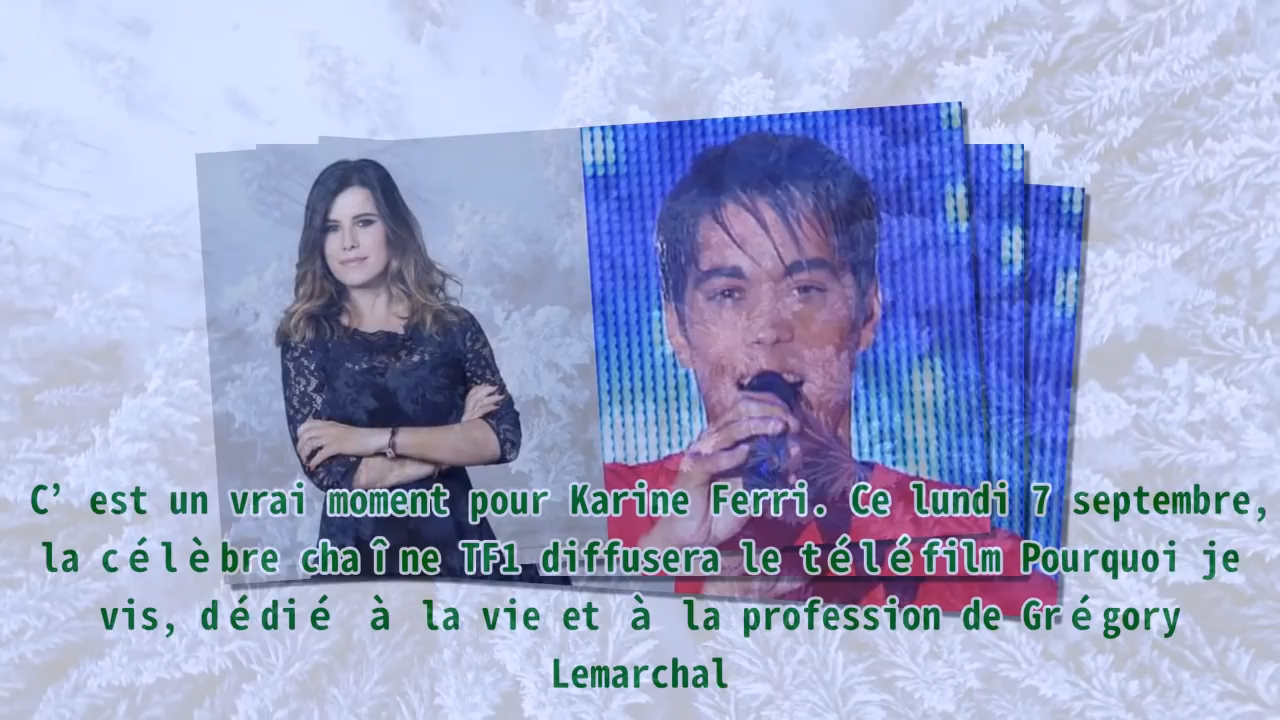 C’ est un vrai moment pour Karine Ferri. Ce lundi 7 septembre,
la célèbre chaîne TF1 diffusera le téléfilm Pourquoi je
vis, dédié à la vie et à la profession de Grégory
Lemarchal